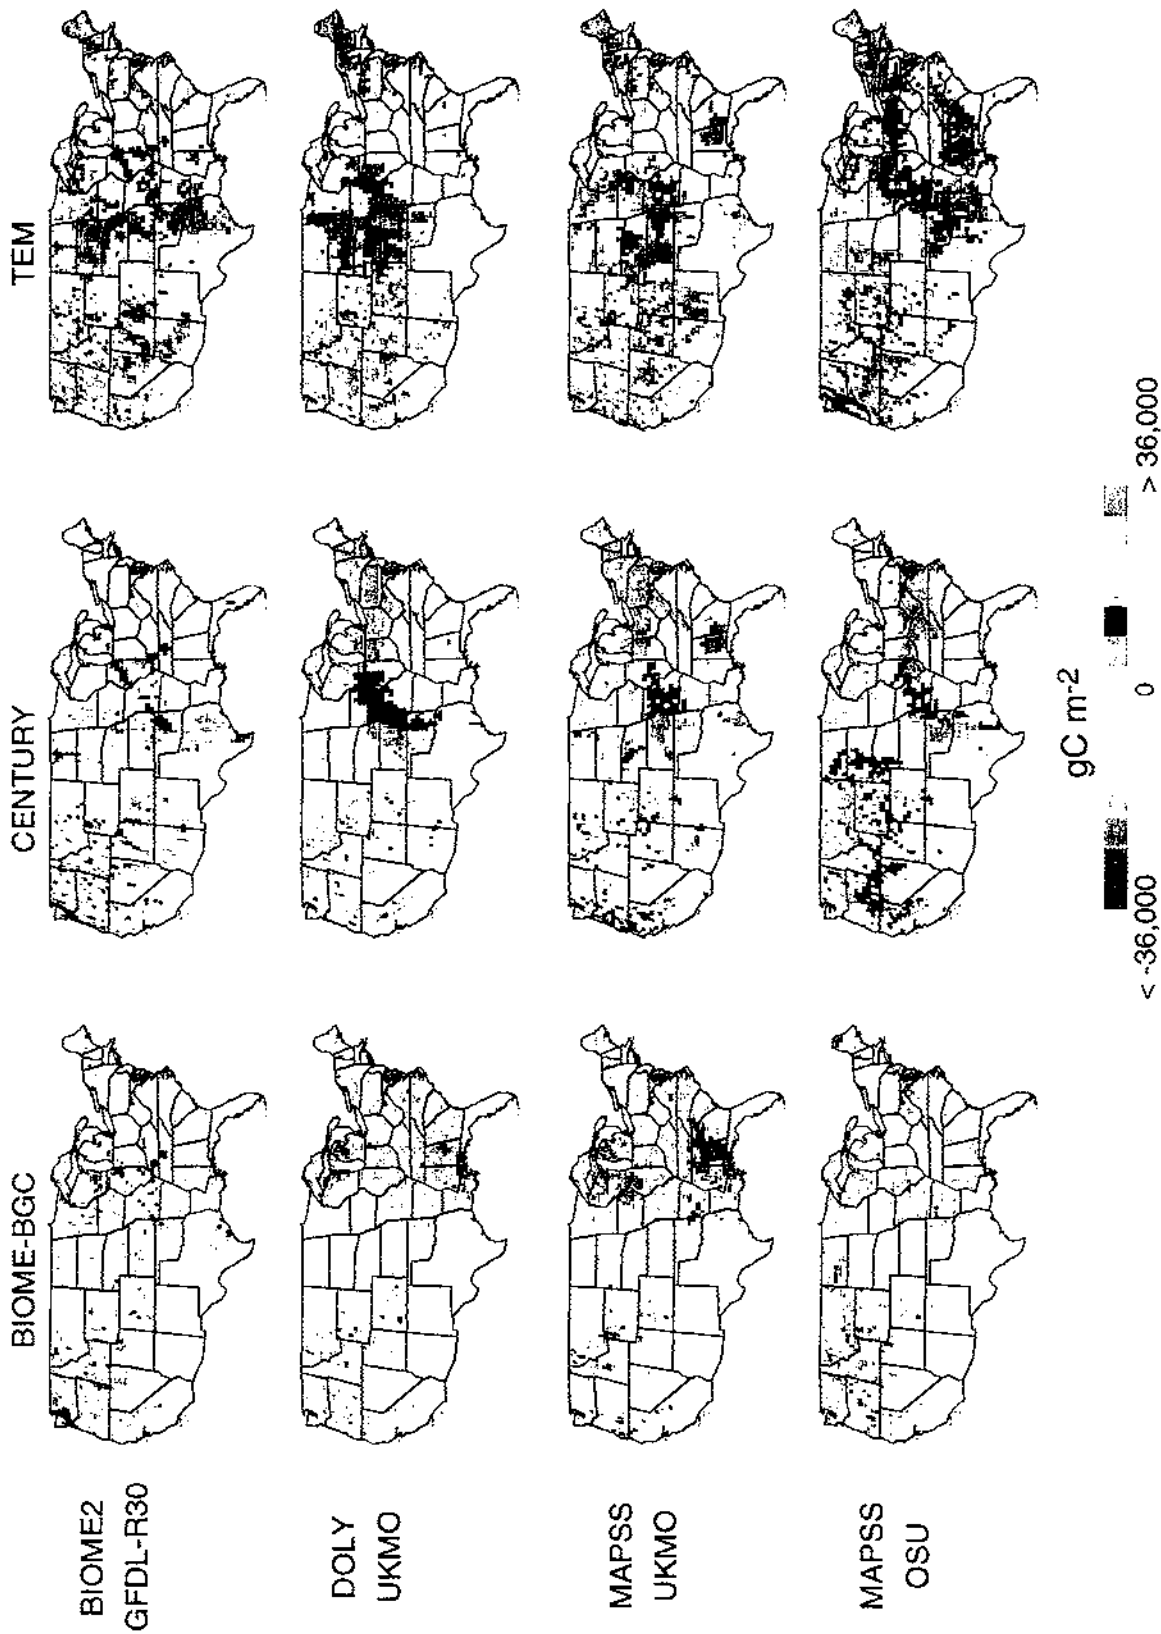 BIOME-BGC
CENTURY
TEM
BIOME2
GFDL-R30
DOLY
UKMO
MAPSS
UKMO
MAPSS
OSU
< -36,000
0
> 36,000
gC m-2